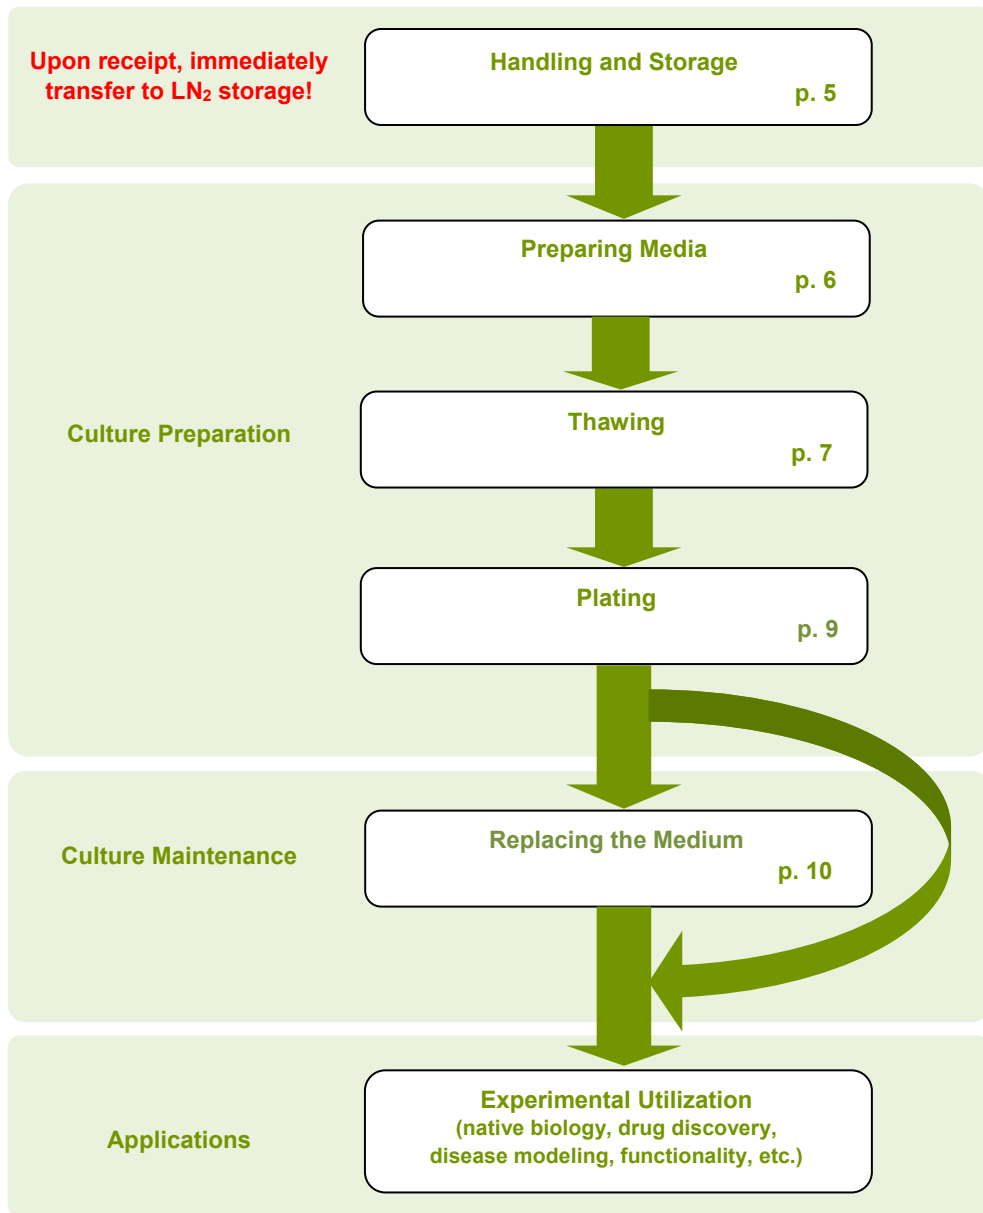 Upon receipt, immediately
transfer to LN₂ storage!
Handling and Storage
p. 5
Preparing Media
p. 6
Culture Preparation
Thawing
p. 7
Plating
p. 9
Culture Maintenance
Replacing the Medium
p. 10
Applications
Experimental Utilization
(native biology, drug discovery,
disease modeling, functionality, etc.)